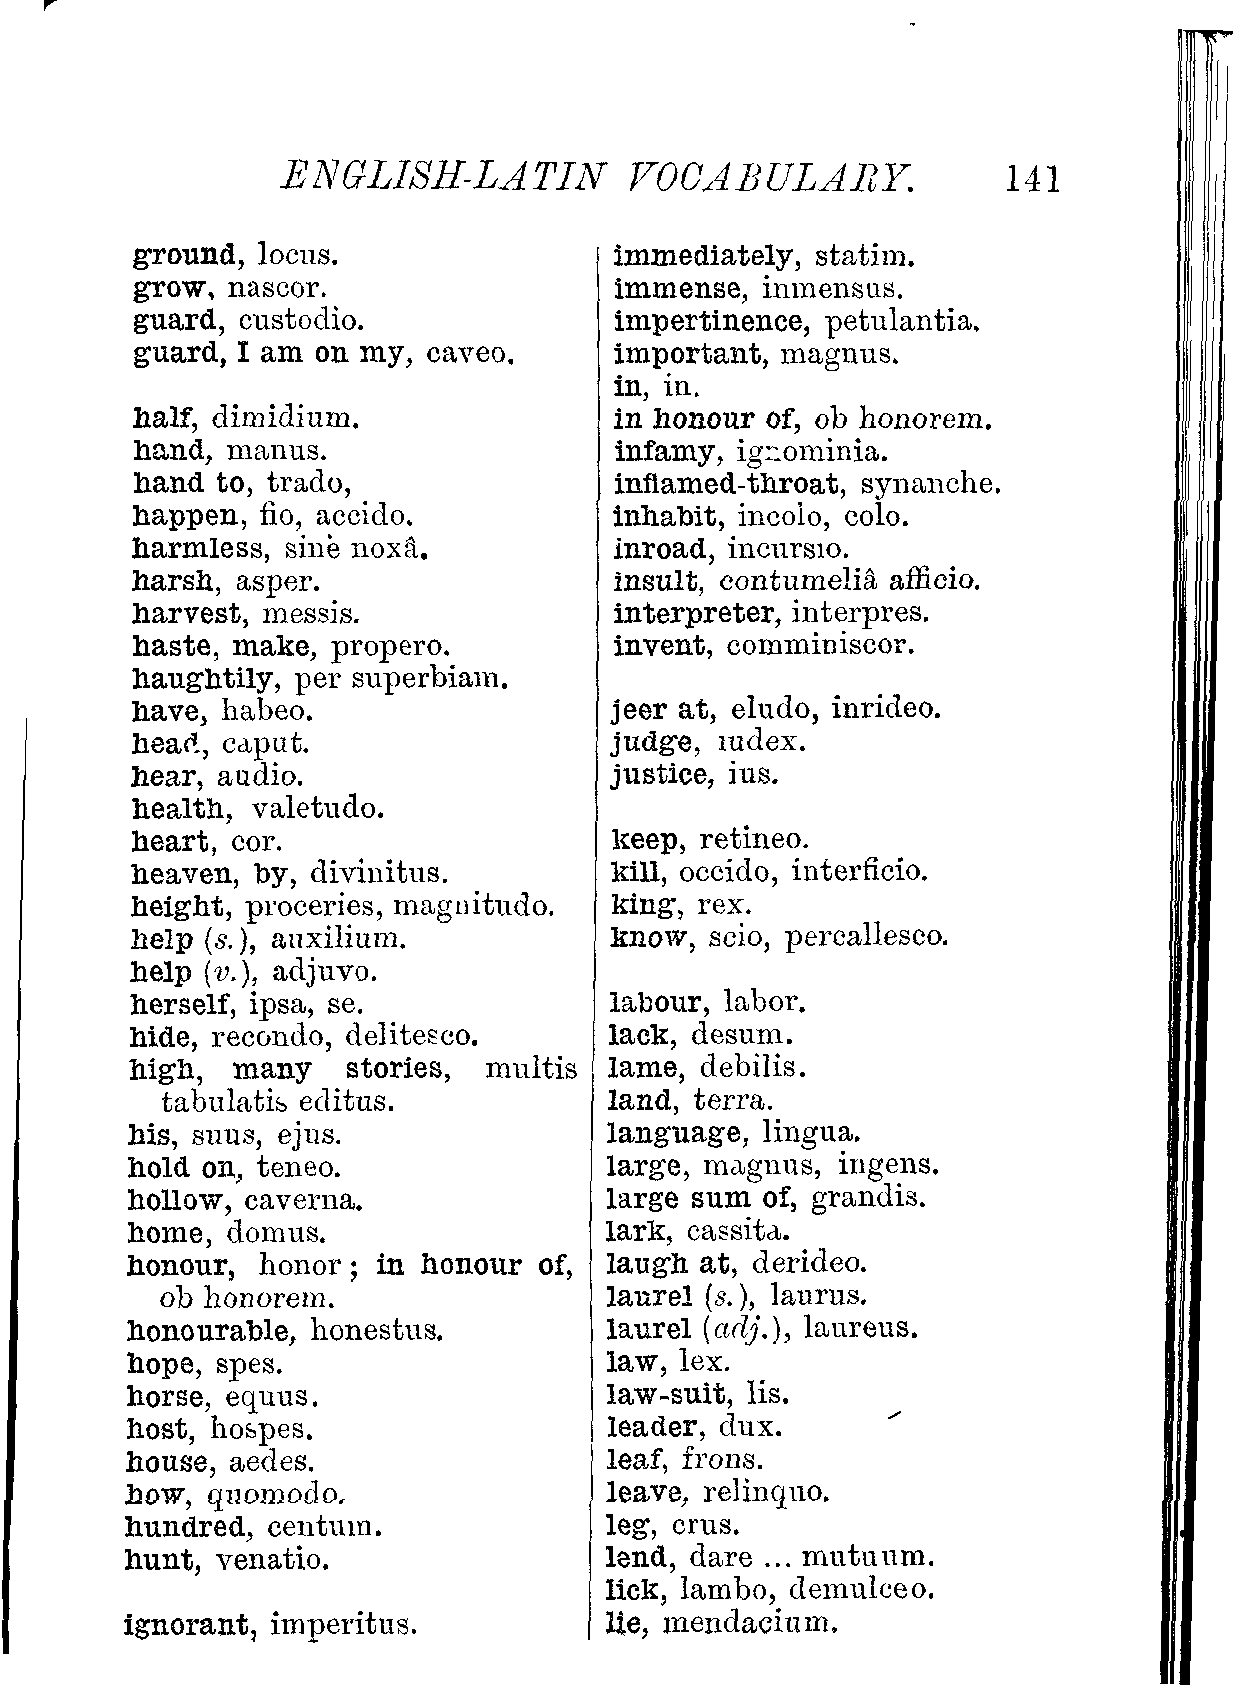 ENGLISH-LATIN VOCABULARY. 141
ground, locus.
grow, nascor.
guard, custodio.
guard, I am on my, caveo.
half, dimidium.
hand, manus.
hand to, trado,
happen, fio, accido.
harmless, sinè noxâ.
harsh, asper.
harvest, messis.
haste, make, propero.
haughtily, per superbiam.
have, habeo.
head, caput.
hear, audio.
health, valetudo.
heart, cor.
heaven, by, divinitus.
height, proceries, magnitudo.
help (s.), auxilium.
help (v.), adjuvo.
herself, ipsa, se.
hide, recondo, delitesco.
high, many stories, multis
tabulatis editus.
his, suus, ejus.
hold on, teneo.
hollow, caverna.
home, domus.
honour, honor; in honour of,
ob honorem.
honourable, honestus.
hope, spes.
horse, equus.
host, hospes.
house, aedes.
how, quomodo.
hundred, centum.
hunt, venatio.
ignorant, imperitus.
immediately, statim.
immense, inmensus.
impertinence, petulantia.
important, magnus.
in, in.
in honour of, ob honorem.
infamy, ignominia.
inflamed-throat, synanche.
inhabit, incolo, colo.
inroad, incursio.
insult, contumeliâ afficio.
interpreter, interpres.
invent, comminiscor.
jeer at, eludo, inrideo.
judge, iudex.
justice, ius.
keep, retineo.
kill, occido, interficio.
king, rex.
know, scio, percallesco.
labour, labor.
lack, desum.
lame, debilis.
land, terra.
language, lingua.
large, magnus, ingens.
large sum of, grandis.
lark, cassita.
laugh at, derideo.
laurel (s.), laurus.
laurel (adj.), laureus.
law, lex.
law-suit, lis.
leader, dux.
leaf, frons.
leave, relinquo.
leg, crus.
lend, dare ... mutuum.
lick, lambo, demulceo.
lie, mendacium.